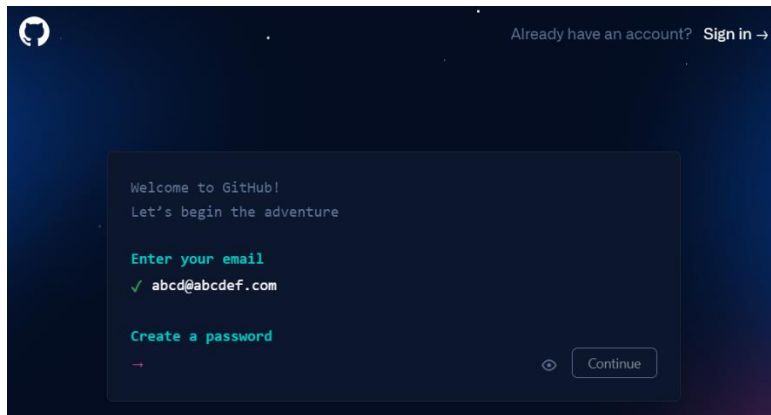 Already have an account? Sign in →
Welcome to GitHub!
Let's begin the adventure
Enter your email
✓ abcd@abcdef.com
Create a password
→
Continue